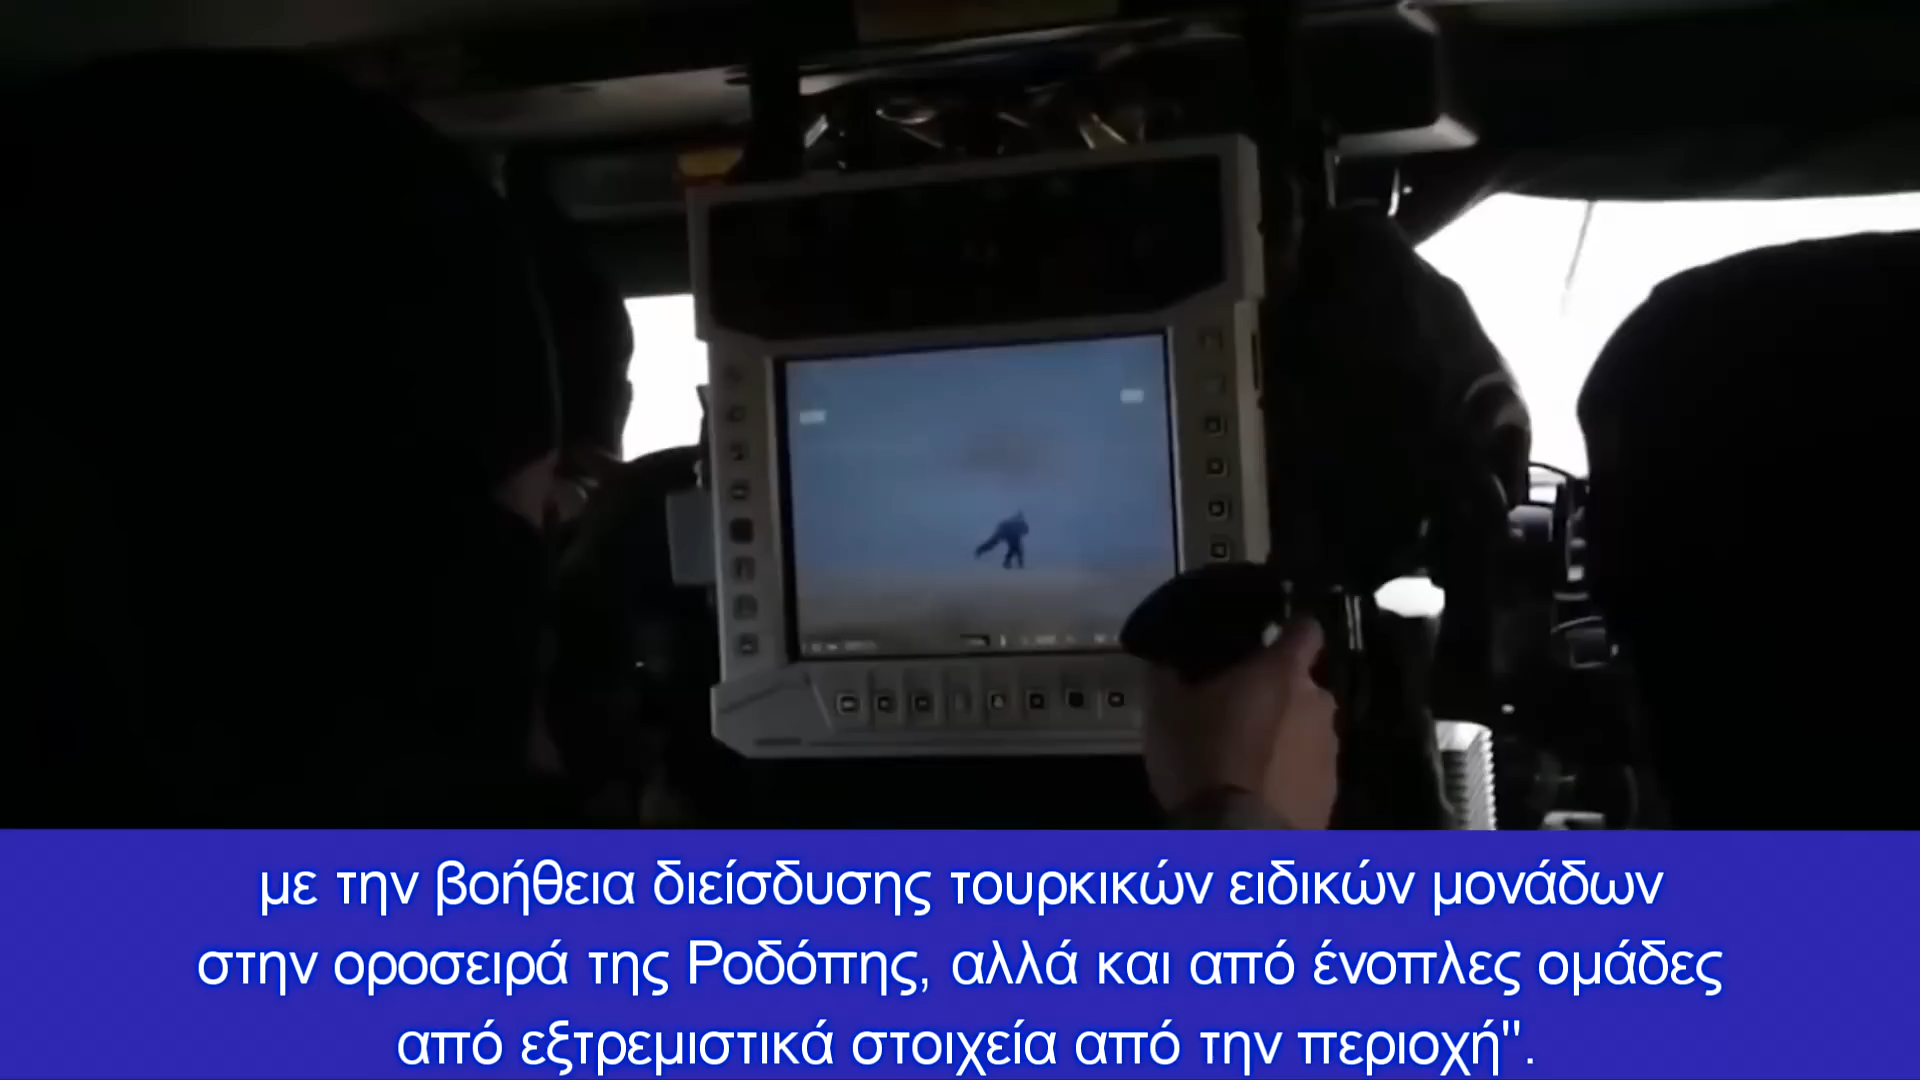 με την βοήθεια διείσδυσης τουρκικών ειδικών μονάδων
στην οροσειρά της Ροδόπης, αλλά και από ένοπλες ομάδες
από εξτρεμιστικά στοιχεία από την περιοχή".